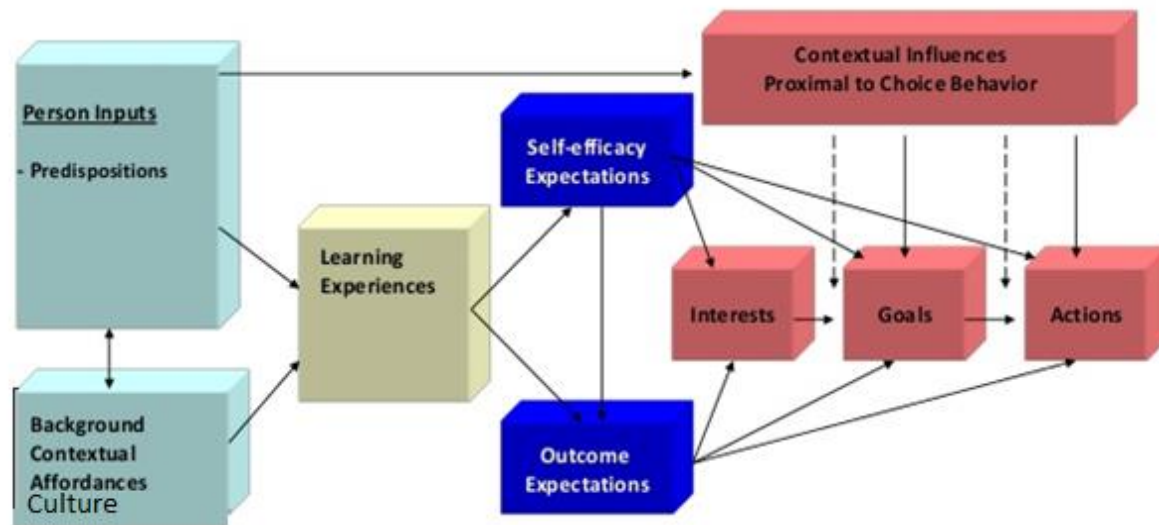 Person Inputs
- Predispositions
Background
Contextual
Affordances
Culture
Learning
Experiences
Self-efficacy
Expectations
Outcome
Expectations
Contextual Influences
Proximal to Choice Behavior
Interests
Goals
Actions